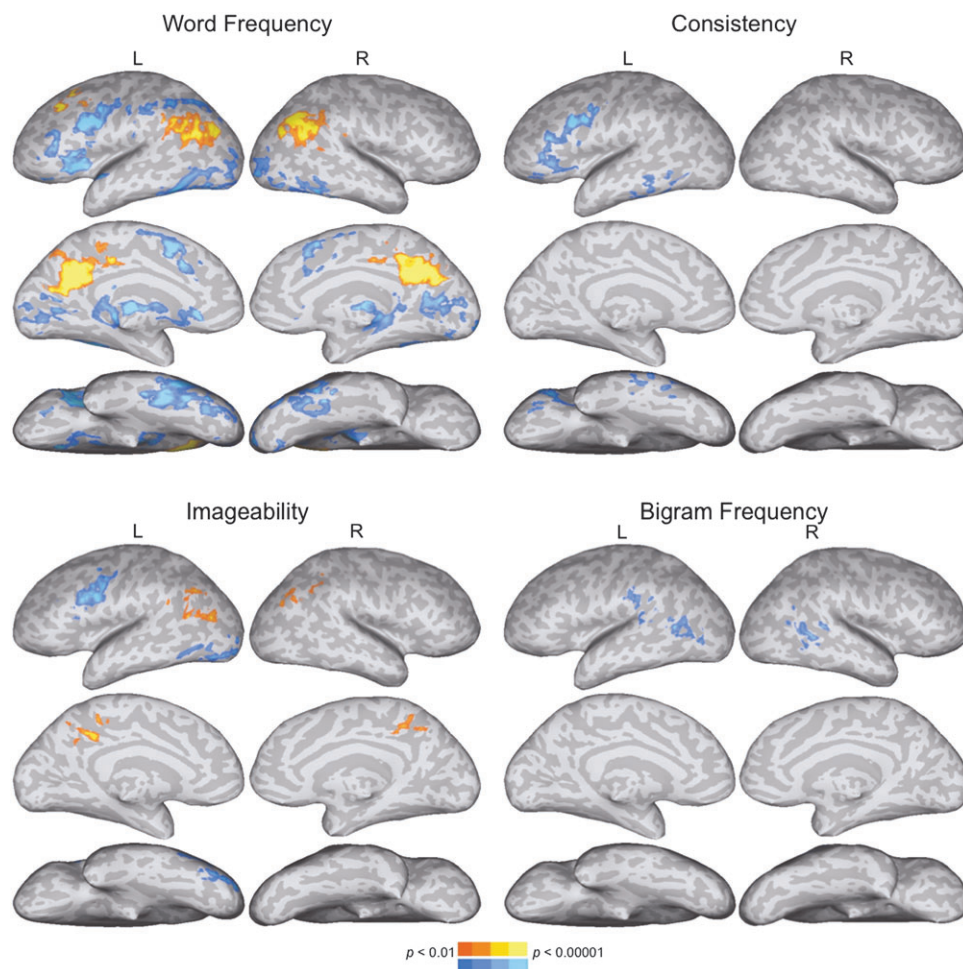 Word Frequency
L
R
Consistency
L
R
Imageability
L
R
Bigram Frequency
L
R
p < 0.01
p < 0.00001